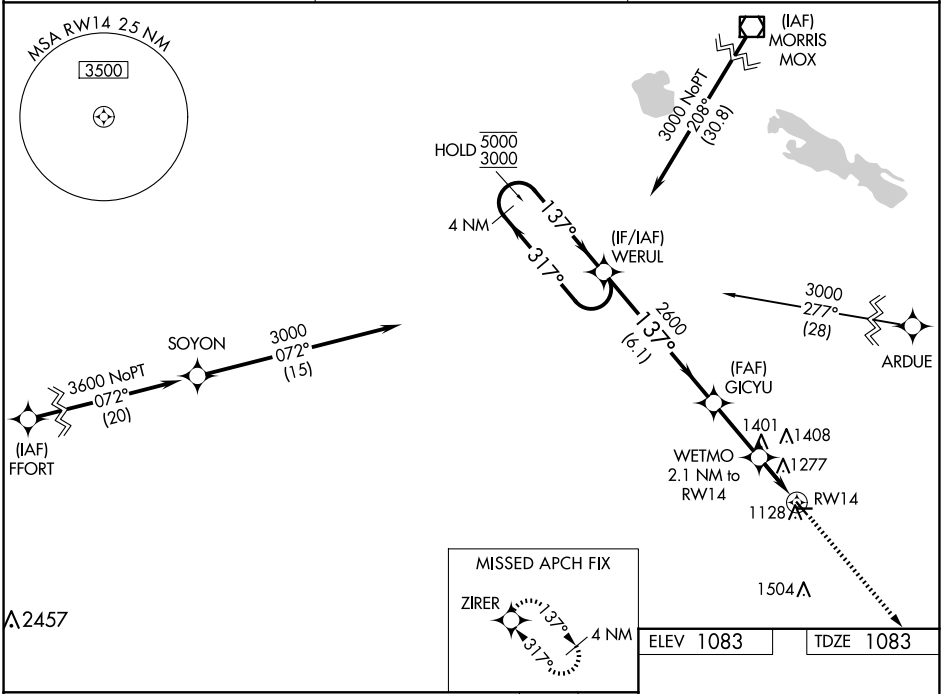 MSA RW14 25 NM
3500
(IAF)
MORRIS
MOX
3000 NoPT
208°
(30.8)
HOLD 5000
3000
4 NM
137°
317°
(IF/IAF)
WERUL
2600
137°
(6.1)
3000
277°
(28)
ARDUE
SOYON
3000
072°
(15)
3600 NoPT
072°
(20)
(IAF)
FFORT
(FAF)
GICYU
1401
1408
WETMO
2.1 NM to
RW14
1277
RW14
1128
1504
2457
MISSED APCH FIX
ZIRER
137°
317°
4 NM
ELEV 1083
TDZE 1083